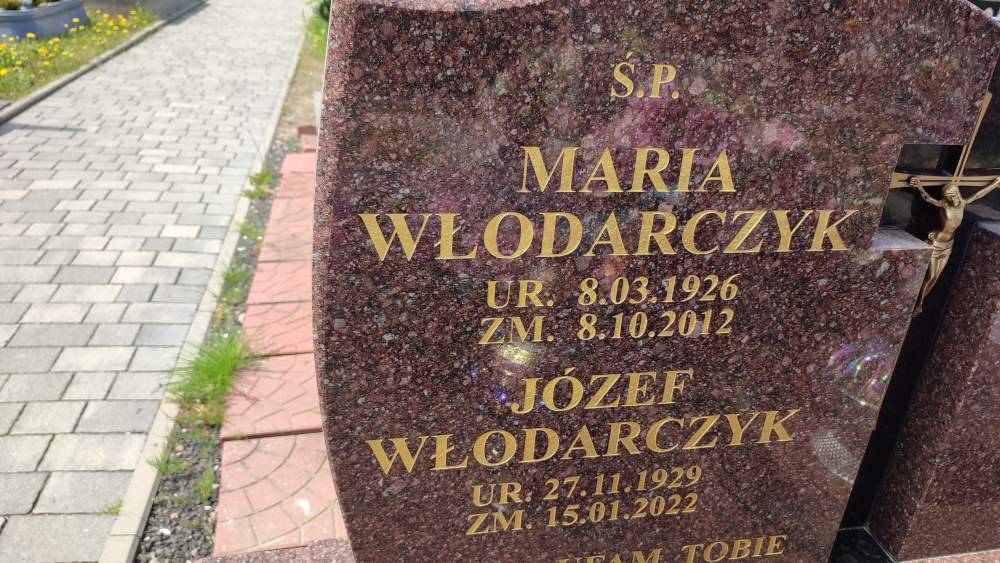 Ś.P.
MARIA
WŁODARCZYK
UR. 8.03.1926
ZM. 8.10.2012
JÓZEF
WŁODARCZYK
UR. 27.11.1929
ZM. 15.01.2022
UFAM TOBIE